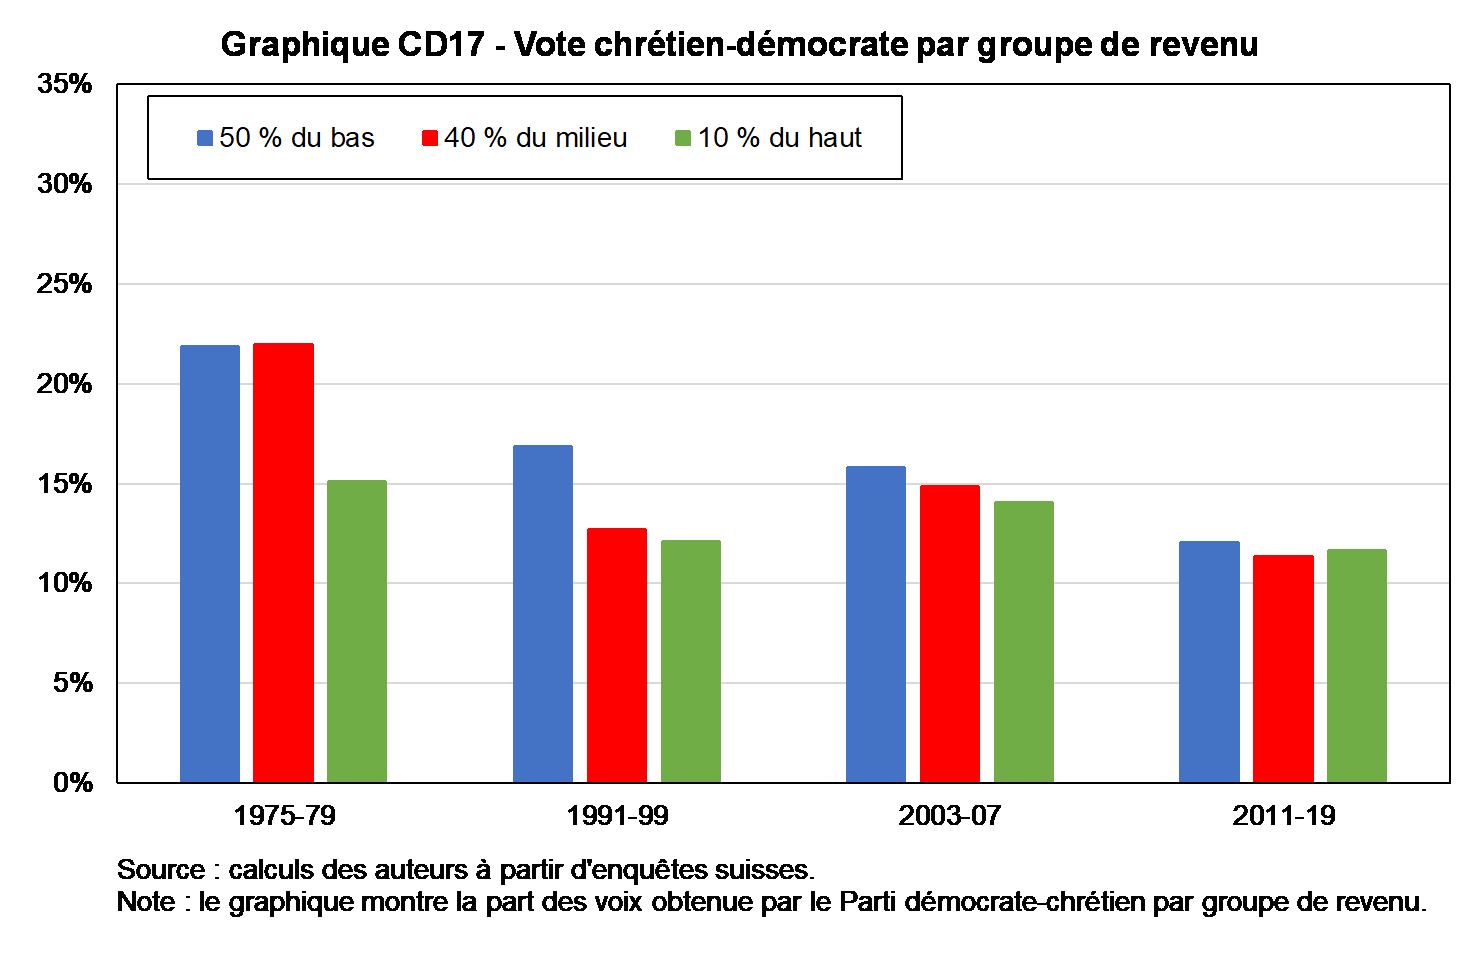 Graphique CD17 - Vote chrétien-démocrate par groupe de revenu
35%
50 % du bas 40 % du milieu 10 % du haut
30%
25%
20%
15%
10%
5%
0%
1975-79 1991-99 2003-07 2011-19
Source : calculs des auteurs à partir d'enquêtes suisses.
Note : le graphique montre la part des voix obtenue par le Parti démocrate-chrétien par groupe de revenu.